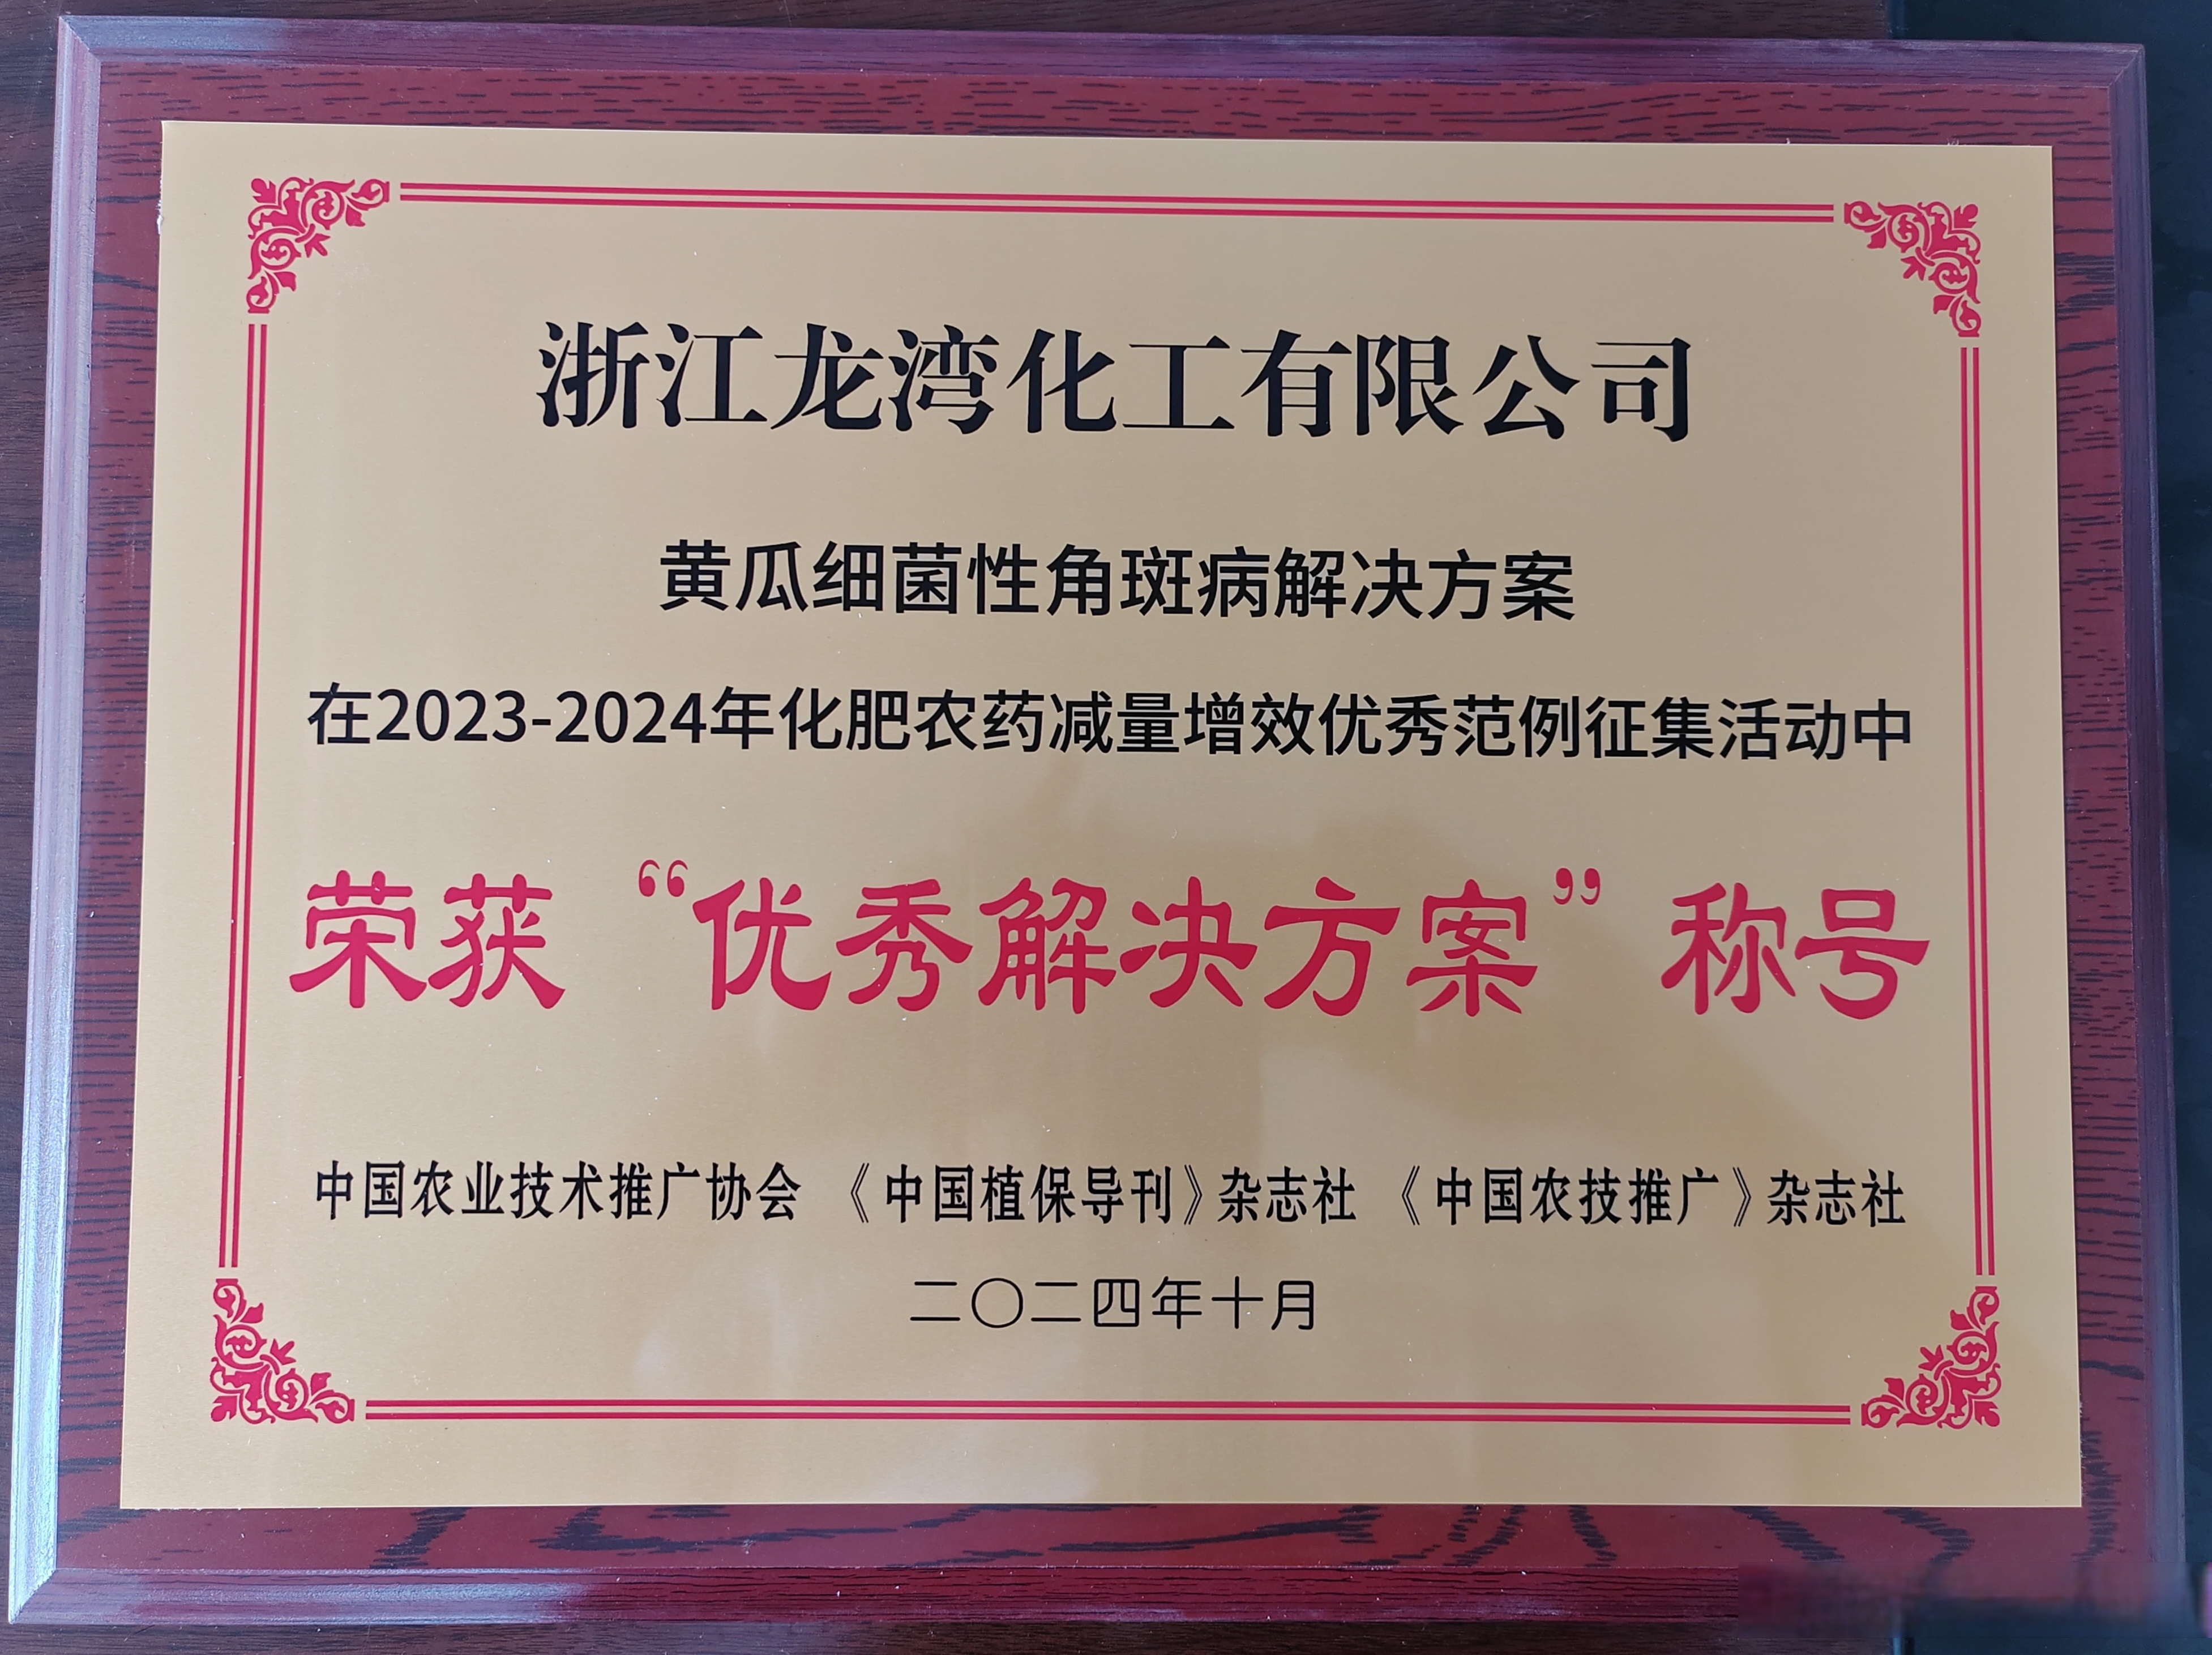 浙江龙湾化工有限公司
黄瓜细菌性角斑病解决方案
在2023-2024年化肥农药减量增效优秀范例征集活动中
荣获“优秀解决方案”称号
中国农业技术推广协会 《中国植保导刊》杂志社 《中国农技推广》杂志社
二〇二四年十月